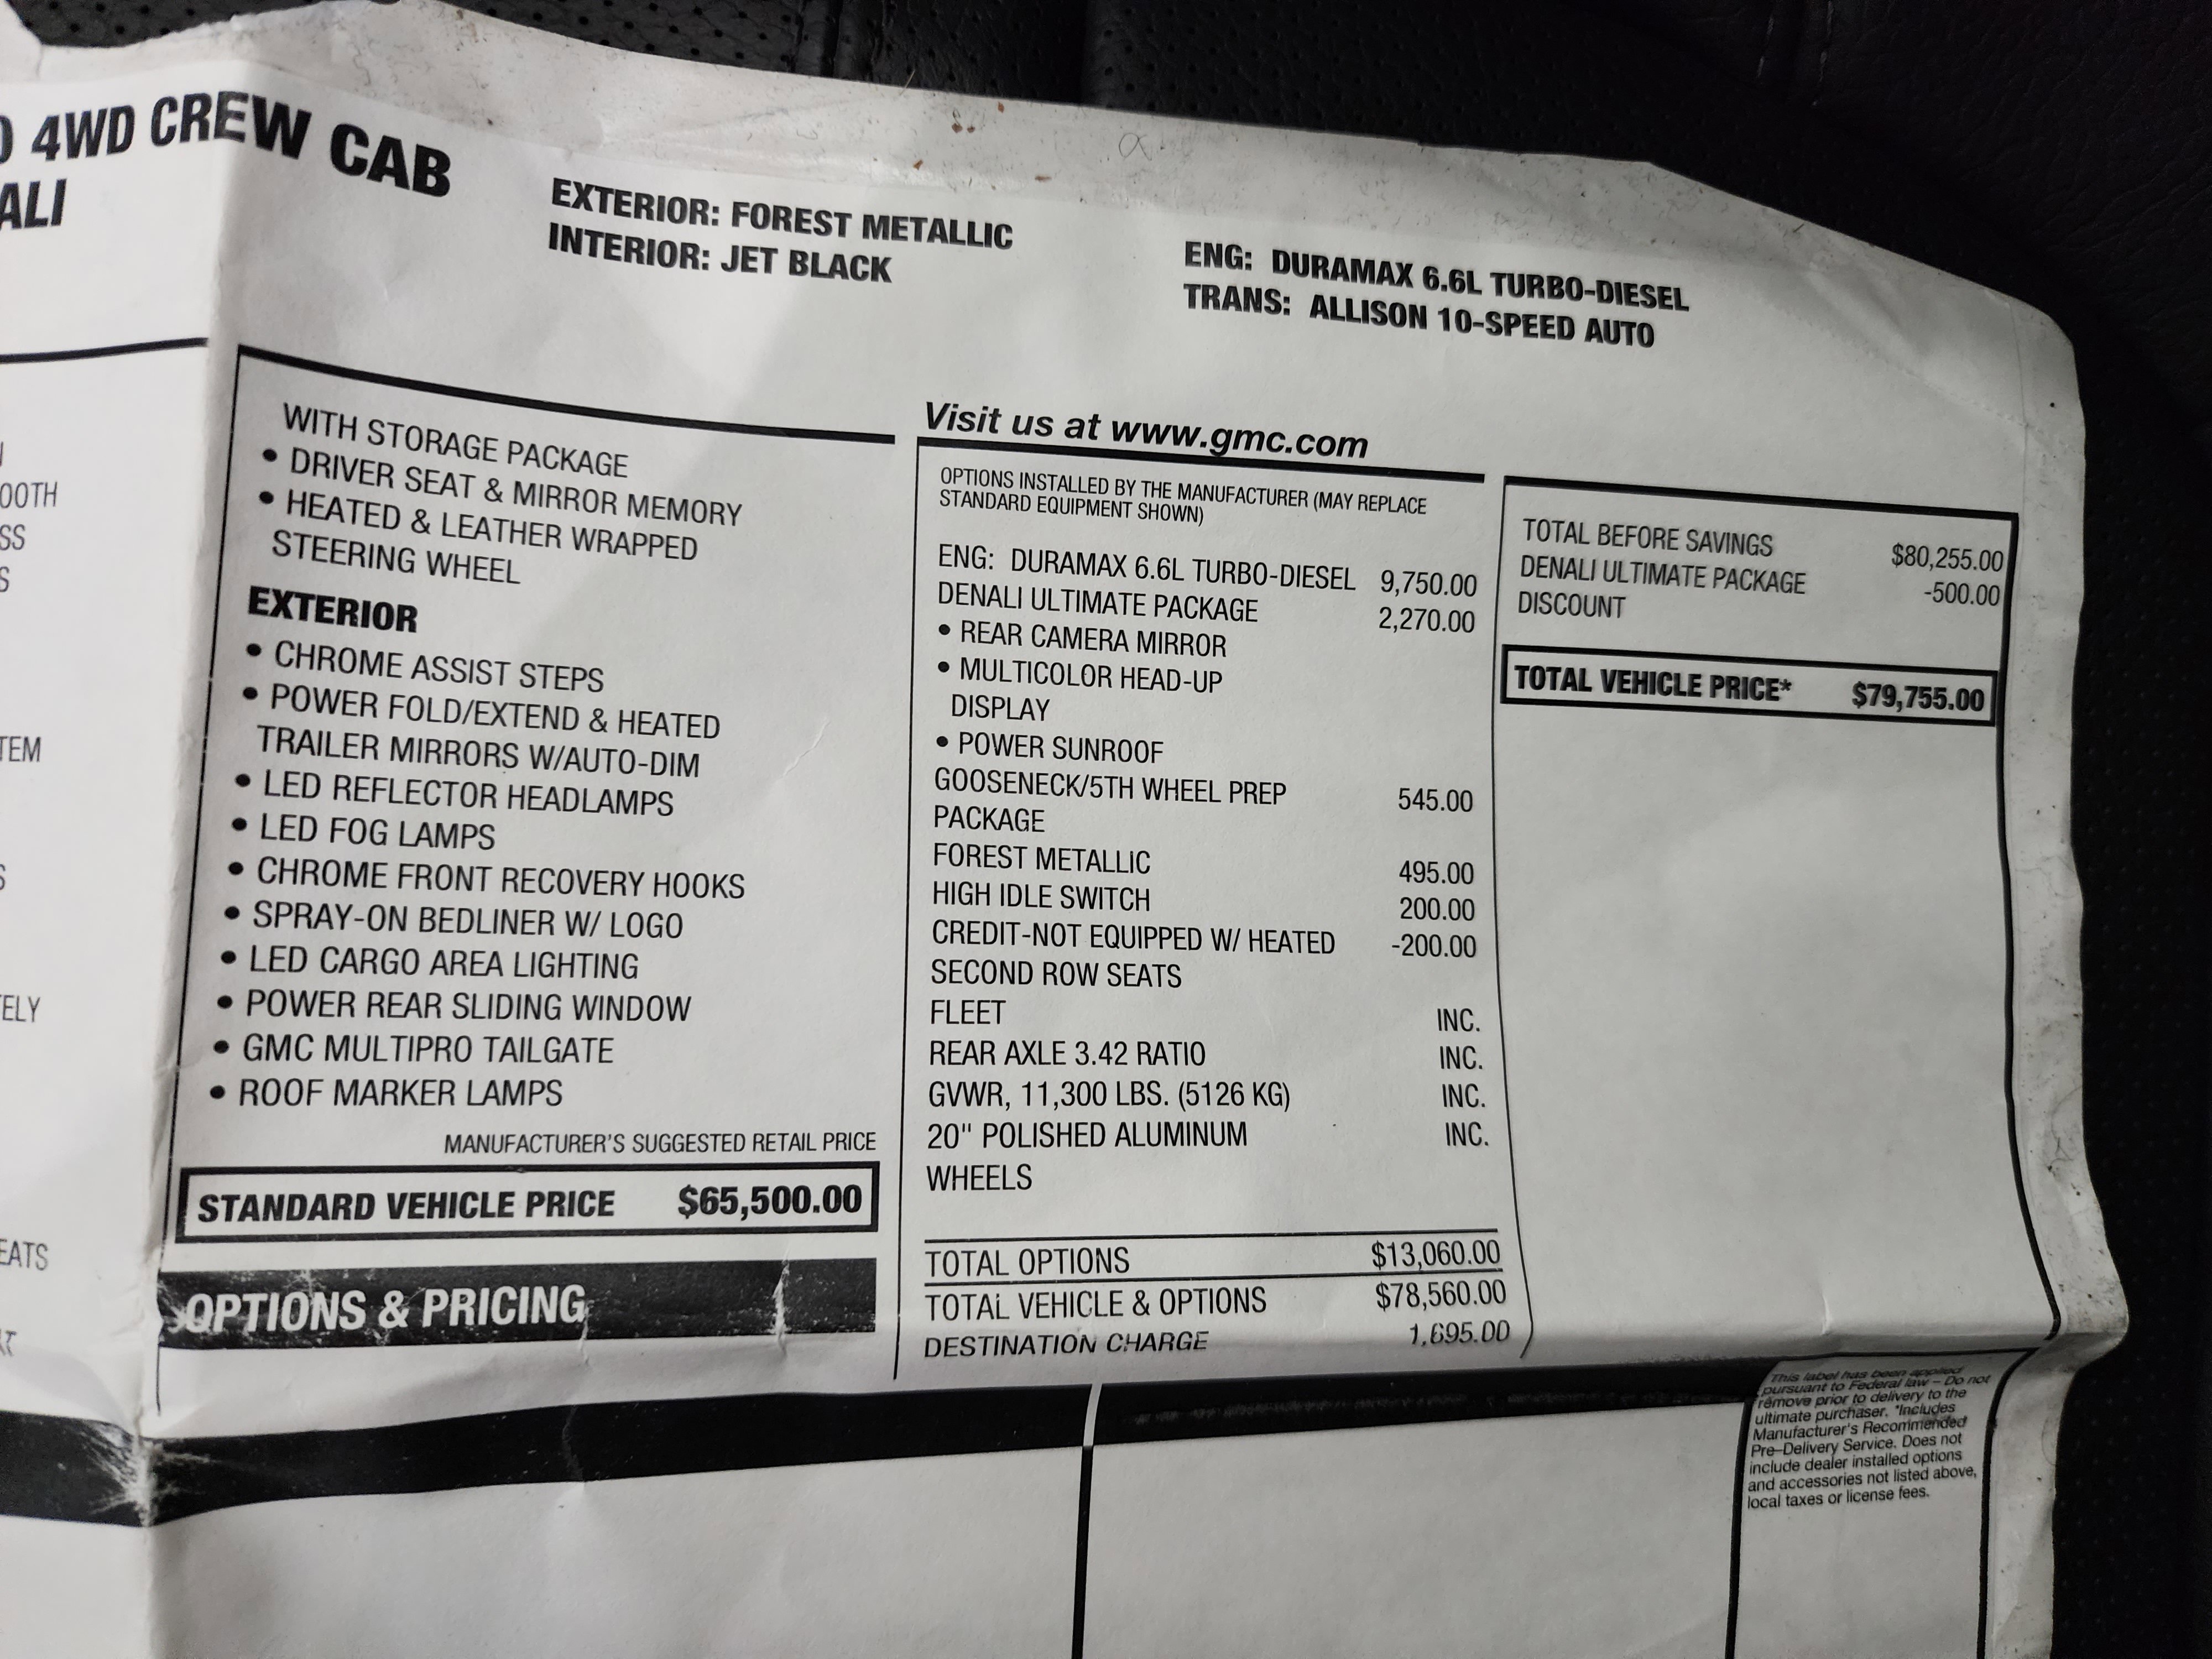 4WD CREW CAB
ALI
EXTERIOR: FOREST METALLIC
INTERIOR: JET BLACK
ENG: DURAMAX 6.6L TURBO-DIESEL
TRANS: ALLISON 10-SPEED AUTO
OOTH
SS
S
TEM
S
ELY
EATS
WITH STORAGE PACKAGE
• DRIVER SEAT & MIRROR MEMORY
• HEATED & LEATHER WRAPPED
STEERING WHEEL
EXTERIOR
• CHROME ASSIST STEPS
• POWER FOLD/EXTEND & HEATED
TRAILER MIRRORS W/AUTO-DIM
• LED REFLECTOR HEADLAMPS
• LED FOG LAMPS
• CHROME FRONT RECOVERY HOOKS
• SPRAY-ON BEDLINER W/ LOGO
• LED CARGO AREA LIGHTING
• POWER REAR SLIDING WINDOW
• GMC MULTIPRO TAILGATE
• ROOF MARKER LAMPS
MANUFACTURER'S SUGGESTED RETAIL PRICE
STANDARD VEHICLE PRICE $65,500.00
OPTIONS & PRICING
Visit us at www.gmc.com
OPTIONS INSTALLED BY THE MANUFACTURER (MAY REPLACE
STANDARD EQUIPMENT SHOWN)
ENG: DURAMAX 6.6L TURBO-DIESEL 9,750.00
DENALI ULTIMATE PACKAGE 2,270.00
• REAR CAMERA MIRROR
• MULTICOLOR HEAD-UP
DISPLAY
• POWER SUNROOF
GOOSENECK/5TH WHEEL PREP 545.00
PACKAGE
FOREST METALLIC 495.00
HIGH IDLE SWITCH 200.00
CREDIT-NOT EQUIPPED W/ HEATED -200.00
SECOND ROW SEATS
FLEET INC.
REAR AXLE 3.42 RATIO INC.
GVWR, 11,300 LBS. (5126 KG) INC.
20" POLISHED ALUMINUM INC.
WHEELS
TOTAL OPTIONS $13,060.00
TOTAL VEHICLE & OPTIONS $78,560.00
DESTINATION CHARGE 1,695.00
TOTAL BEFORE SAVINGS $80,255.00
DENALI ULTIMATE PACKAGE -500.00
DISCOUNT
TOTAL VEHICLE PRICE* $79,755.00
This label has been applied
pursuant to Federal law – Do not
remove prior to delivery to the
ultimate purchaser. *Includes
Manufacturer's Recommended
Pre-Delivery Service. Does not
include dealer installed options
and accessories not listed above,
local taxes or license fees.